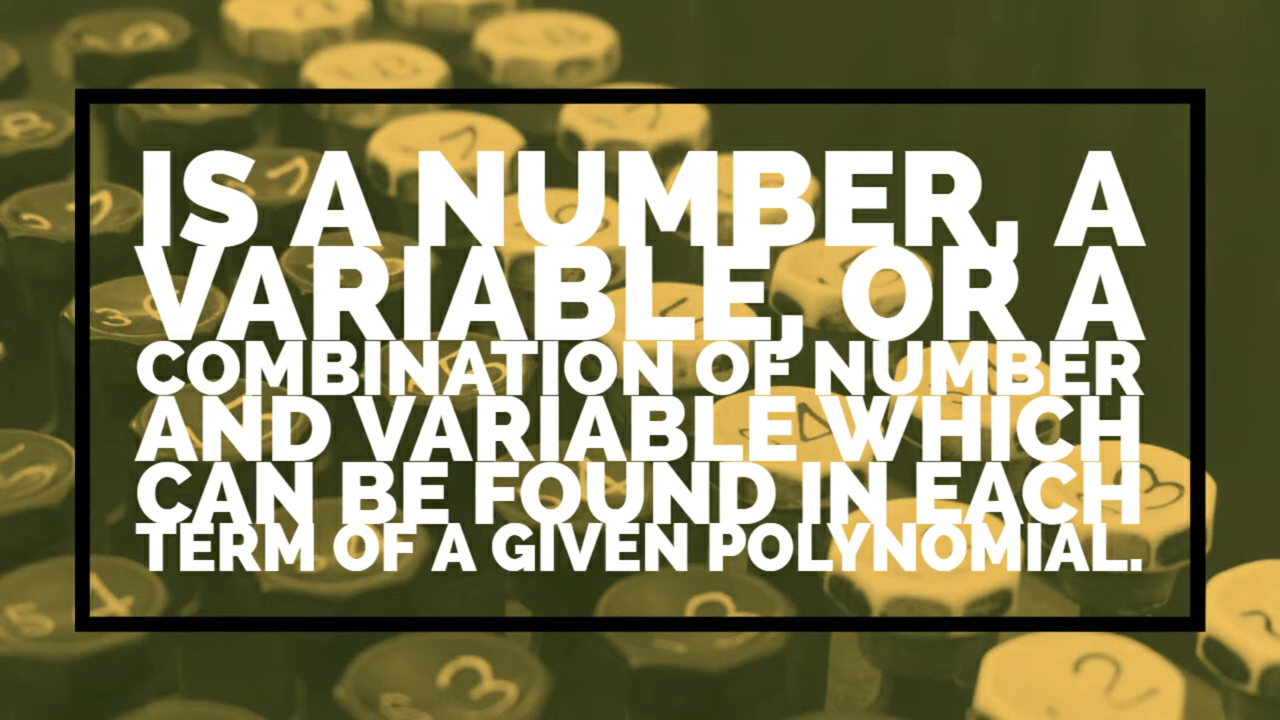 IS A NUMBER, A
VARIABLE, OR A
COMBINATION OF NUMBER
AND VARIABLE WHICH
CAN BE FOUND IN EACH
TERM OF A GIVEN POLYNOMIAL.